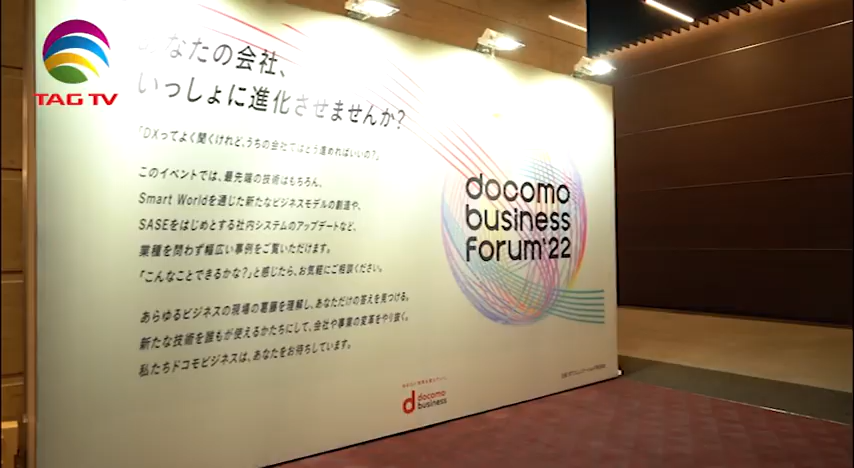 TAG TV
あなたの会社、
いっしょに進化させませんか？
「DXってよく聞くけれど、うちの会社ではどう進めればいいの？」
このイベントでは、最先端の技術はもちろん、
Smart Worldを通じた新たなビジネスモデルの創造や、
SASEをはじめとする社内システムのアップデートなど、
業種を問わず幅広い事例をご覧いただけます。
「こんなことできるかな？」と感じたら、お気軽にご相談ください。
あらゆるビジネスの現場の葛藤を理解し、あなただけの答えを見つける。
新たな技術を誰もが使えるかたちにして、会社や事業の変革をやり抜く。
私たちドコモビジネスは、あなたをお待ちしています。
docomo
business
Forum'22
d docomo
business